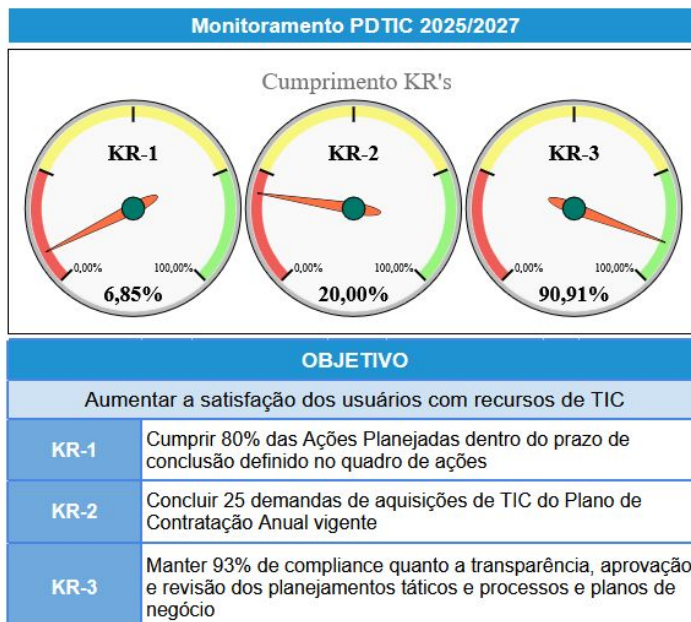 Monitoramento PDTIC 2025/2027
Cumprimento KR's
KR-1
0,00%
100,00%
6,85%
KR-2
0,00%
100,00%
20,00%
KR-3
0,00%
100,00%
90,91%
OBJETIVO
Aumentar a satisfação dos usuários com recursos de TIC
KR-1
Cumprir 80% das Ações Planejadas dentro do prazo de
conclusão definido no quadro de ações
KR-2
Concluir 25 demandas de aquisições de TIC do Plano de
Contratação Anual vigente
KR-3
Manter 93% de compliance quanto a transparência, aprovação
e revisão dos planejamentos táticos e processos e planos de
negócio